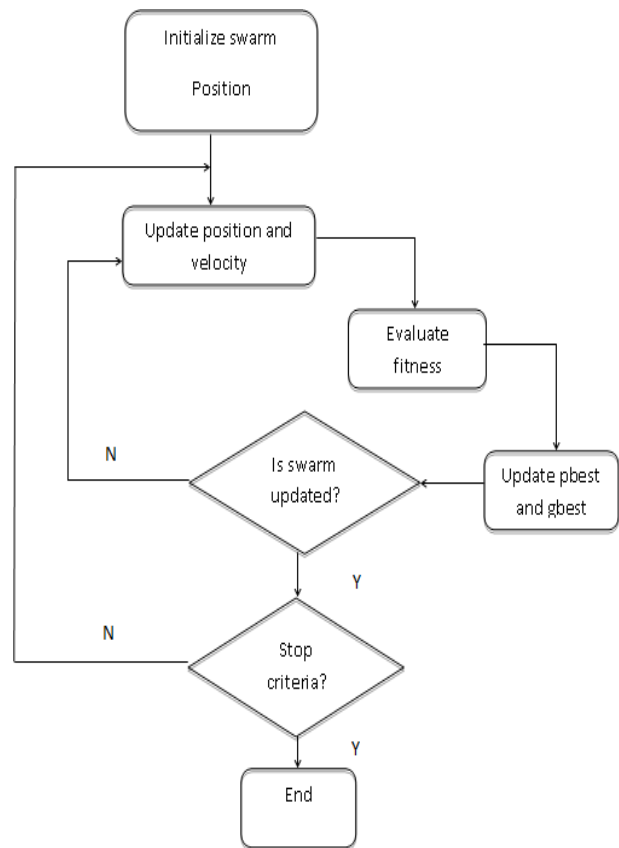 Initialize swarm
Position
Update position and
velocity
Evaluate
fitness
Update pbest
and gbest
Is swarm
updated?
N
Y
Stop
criteria?
N
Y
End